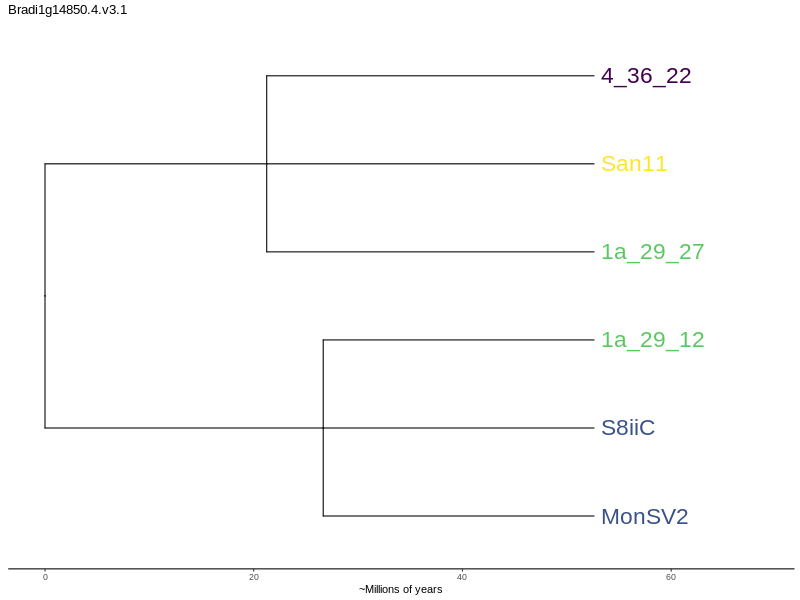 Bradi1g14850.4.v3.1
4_36_22
San11
1a_29_27
1a_29_12
S8iiC
MonSV2
0 20 40 60
~Millions of years